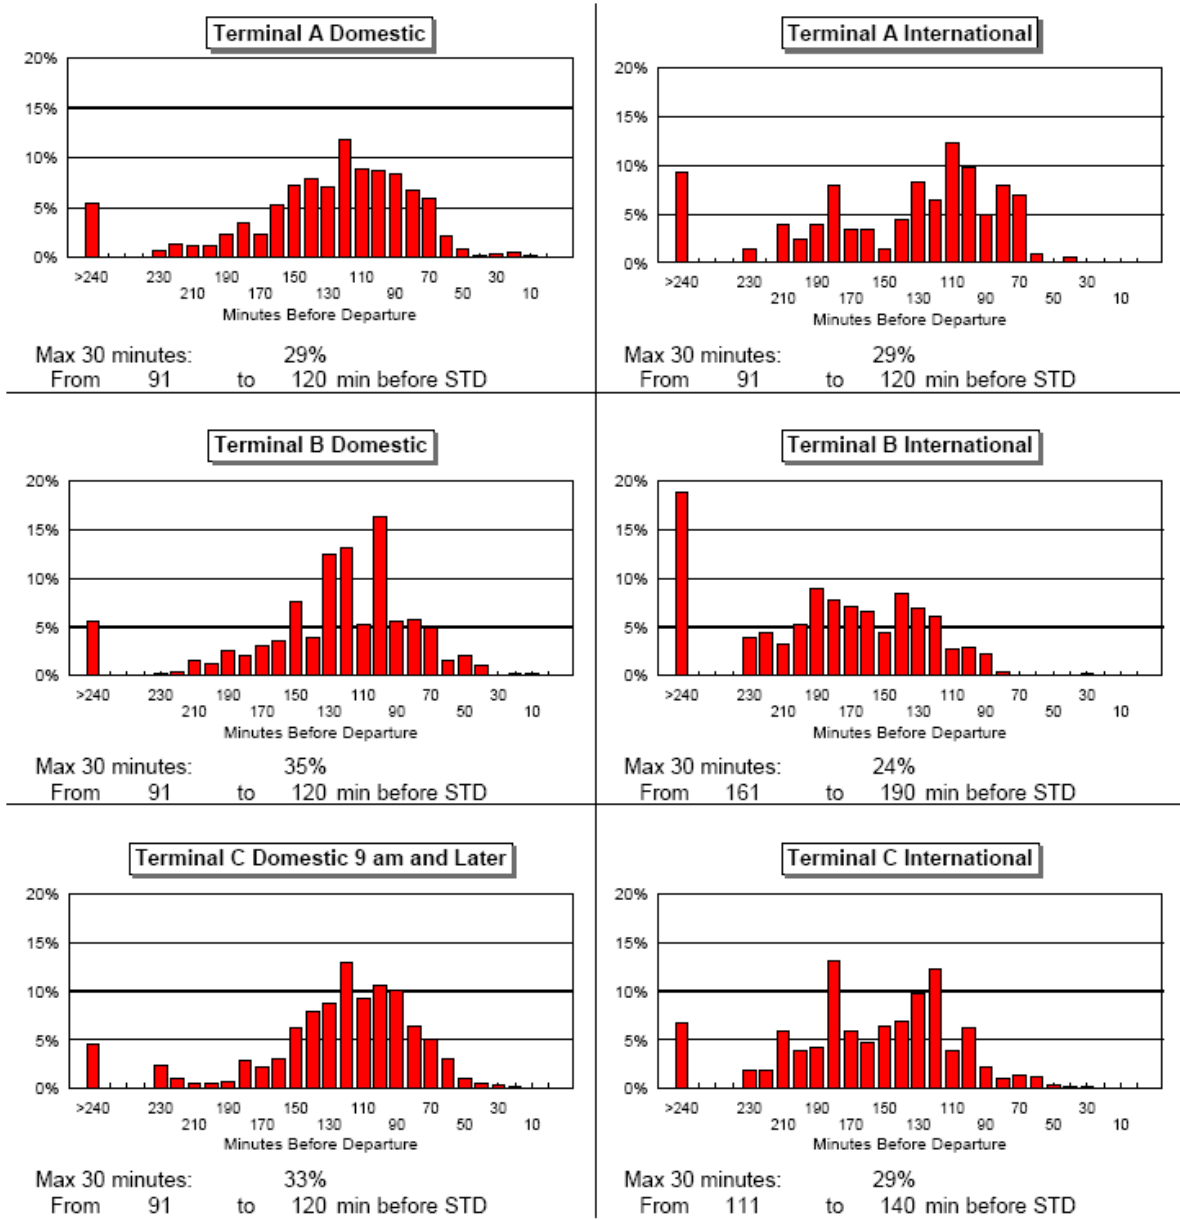 Terminal A Domestic
20%
15%
10%
5%
0%
>240 230 190 150 110 70 30
210 170 130 90 50 10
Minutes Before Departure
Max 30 minutes: 29%
From 91 to 120 min before STD
Terminal A International
20%
15%
10%
5%
0%
>240 230 190 150 110 70 30
210 170 130 90 50 10
Minutes Before Departure
Max 30 minutes: 29%
From 91 to 120 min before STD
Terminal B Domestic
20%
15%
10%
5%
0%
>240 230 190 150 110 70 30
210 170 130 90 50 10
Minutes Before Departure
Max 30 minutes: 35%
From 91 to 120 min before STD
Terminal B International
20%
15%
10%
5%
0%
>240 230 190 150 110 70 30
210 170 130 90 50 10
Minutes Before Departure
Max 30 minutes: 24%
From 161 to 190 min before STD
Terminal C Domestic 9 am and Later
20%
15%
10%
5%
0%
>240 230 190 150 110 70 30
210 170 130 90 50 10
Minutes Before Departure
Max 30 minutes: 33%
From 91 to 120 min before STD
Terminal C International
20%
15%
10%
5%
0%
>240 230 190 150 110 70 30
210 170 130 90 50 10
Minutes Before Departure
Max 30 minutes: 29%
From 111 to 140 min before STD